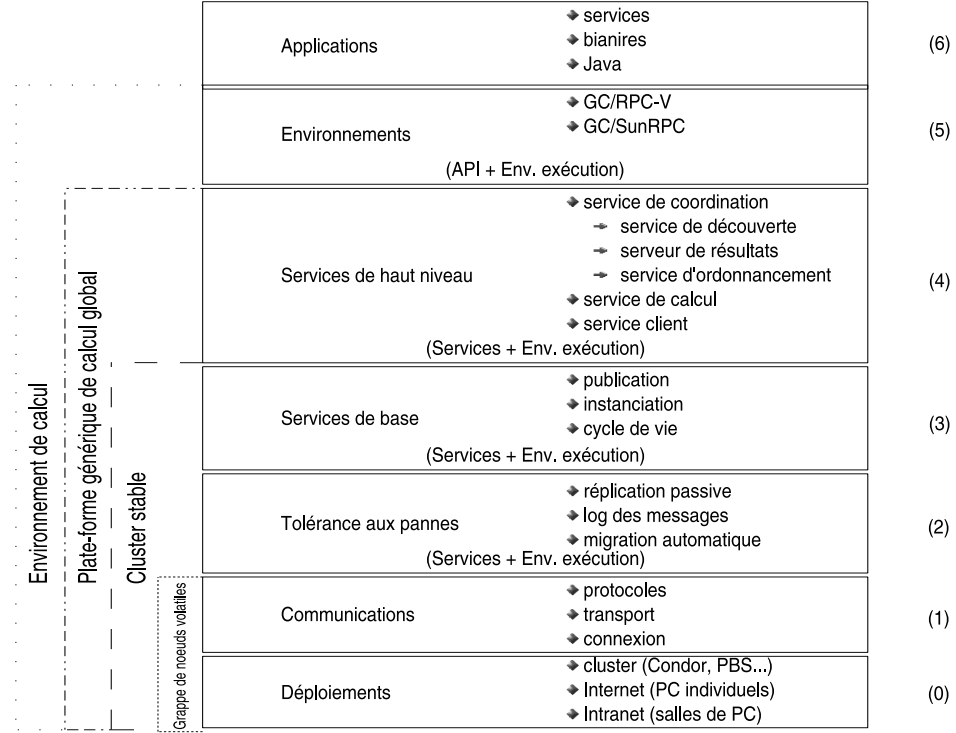 Applications
services
bianires
Java
(6)
Environnements
GC/RPC-V
GC/SunRPC
(API + Env. exécution)
(5)
Services de haut niveau
service de coordination
service de découverte
serveur de résultats
service d'ordonnancement
service de calcul
service client
(Services + Env. exécution)
(4)
Services de base
publication
instanciation
cycle de vie
(Services + Env. exécution)
(3)
Tolérance aux pannes
réplication passive
log des messages
migration automatique
(Services + Env. exécution)
(2)
Communications
protocoles
transport
connexion
(1)
Déploiements
cluster (Condor, PBS...)
Internet (PC individuels)
Intranet (salles de PC)
(0)
Environnement de calcul
Plate-forme générique de calcul global
Cluster stable
Grappe de noeuds volatiles